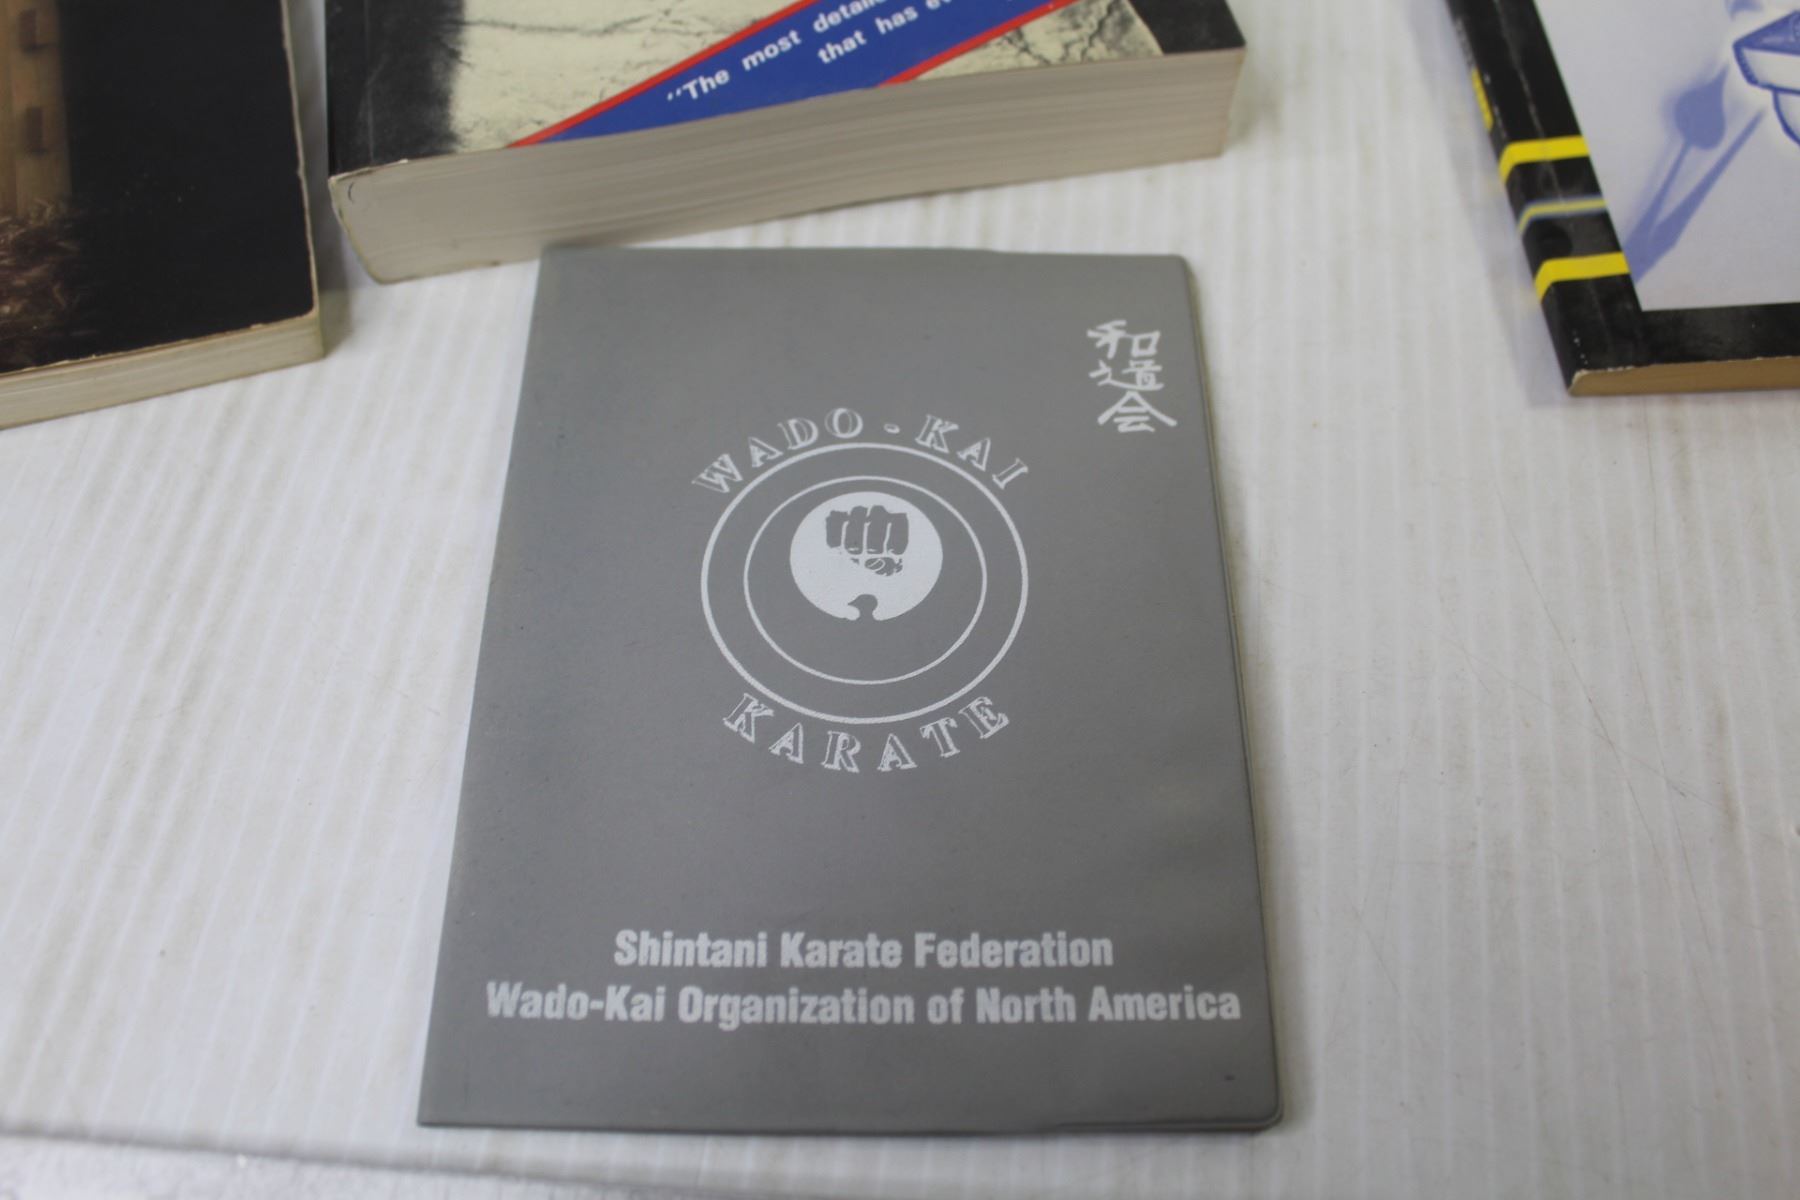 "The most detaile
that has ev
和道会
WADO-KAI
KARATE
Shintani Karate Federation
Wado-Kai Organization of North America